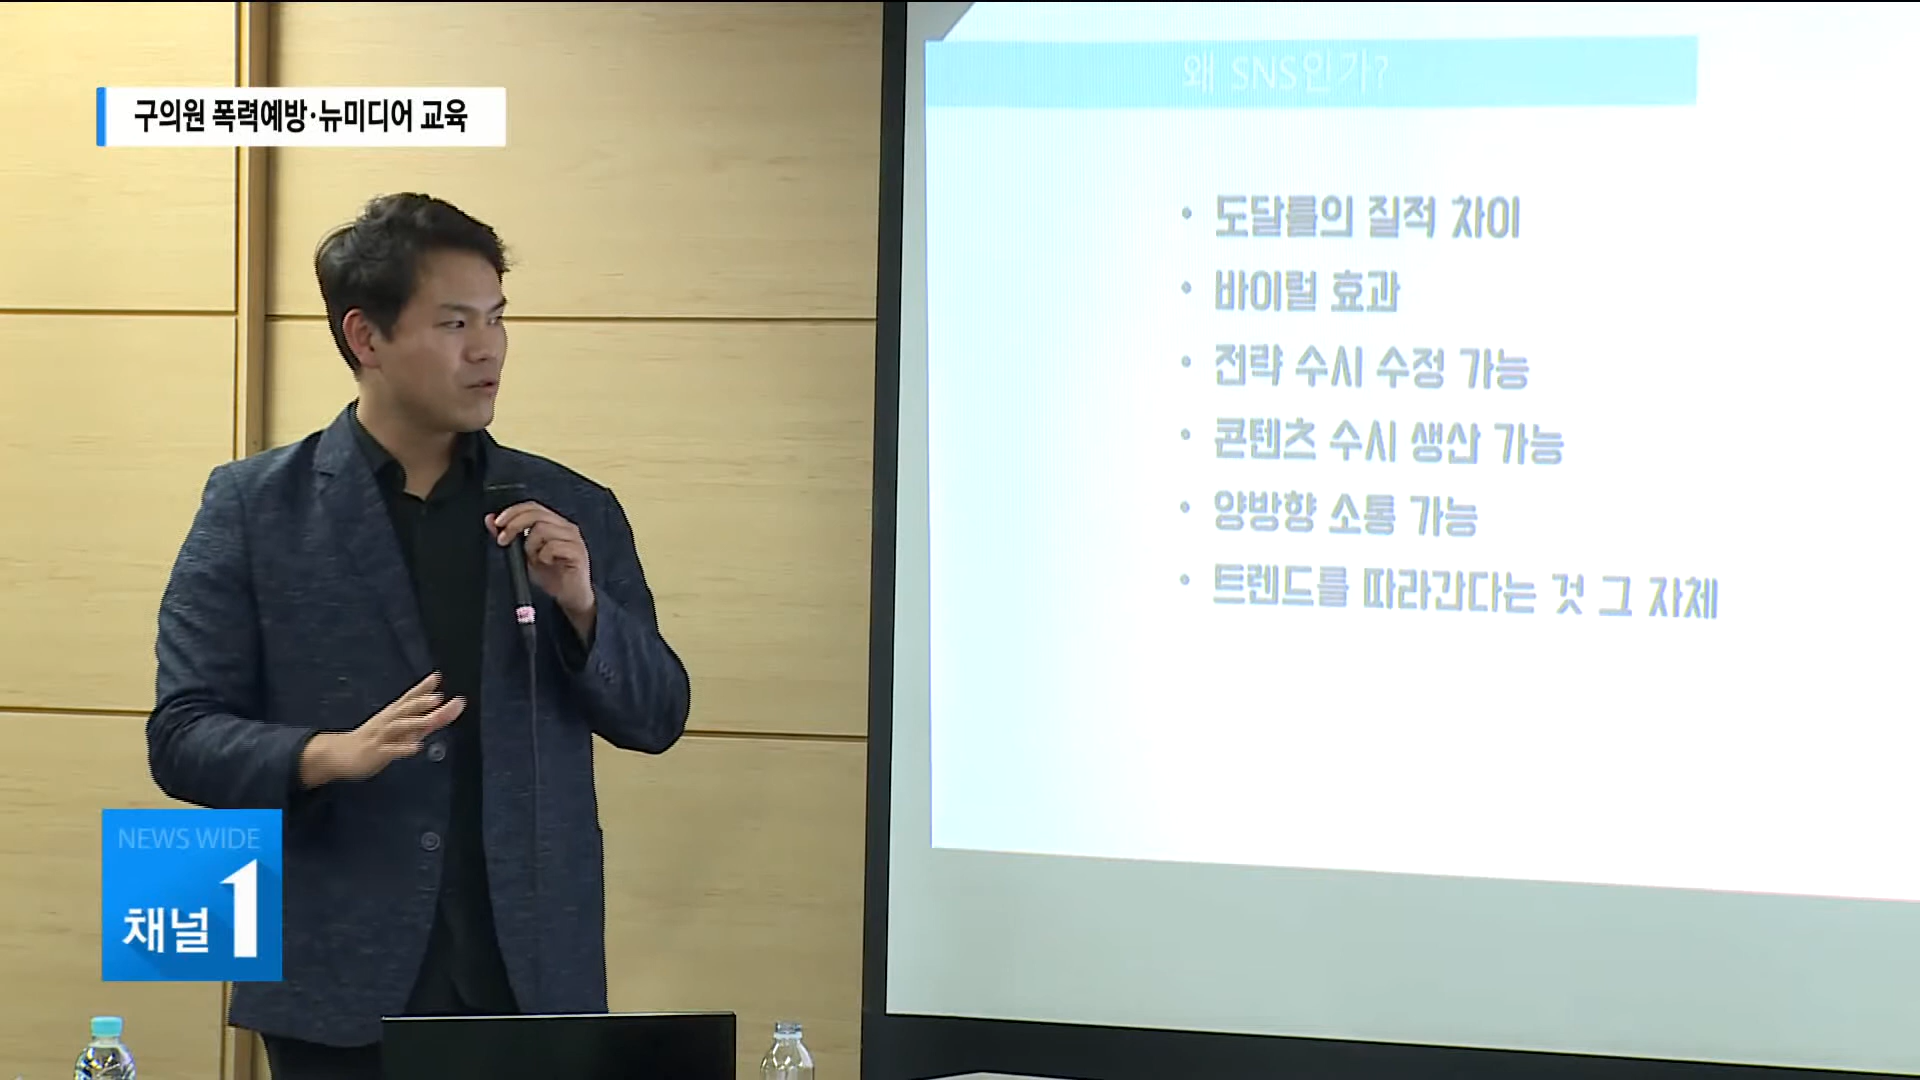 구의원 폭력예방·뉴미디어 교육
왜 SNS인가?
• 도달률의 질적 차이
• 바이럴 효과
• 전략 수시 수정 가능
• 콘텐츠 수시 생산 가능
• 양방향 소통 가능
• 트렌드를 따라간다는 것 그 자체
NEWS WIDE
채널 1